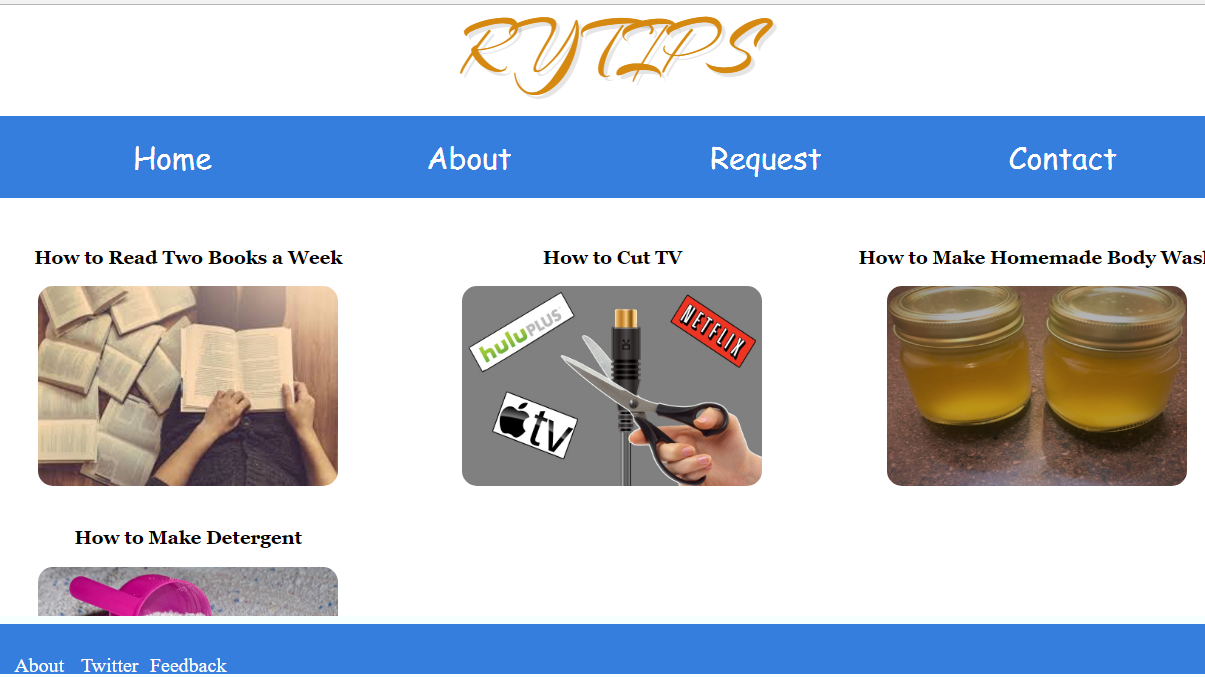 RYTIPS
Home About Request Contact
How to Read Two Books a Week
How to Cut TV
How to Make Homemade Body Was
hulu PLUS
NETFLIX
tv
How to Make Detergent
About Twitter Feedback